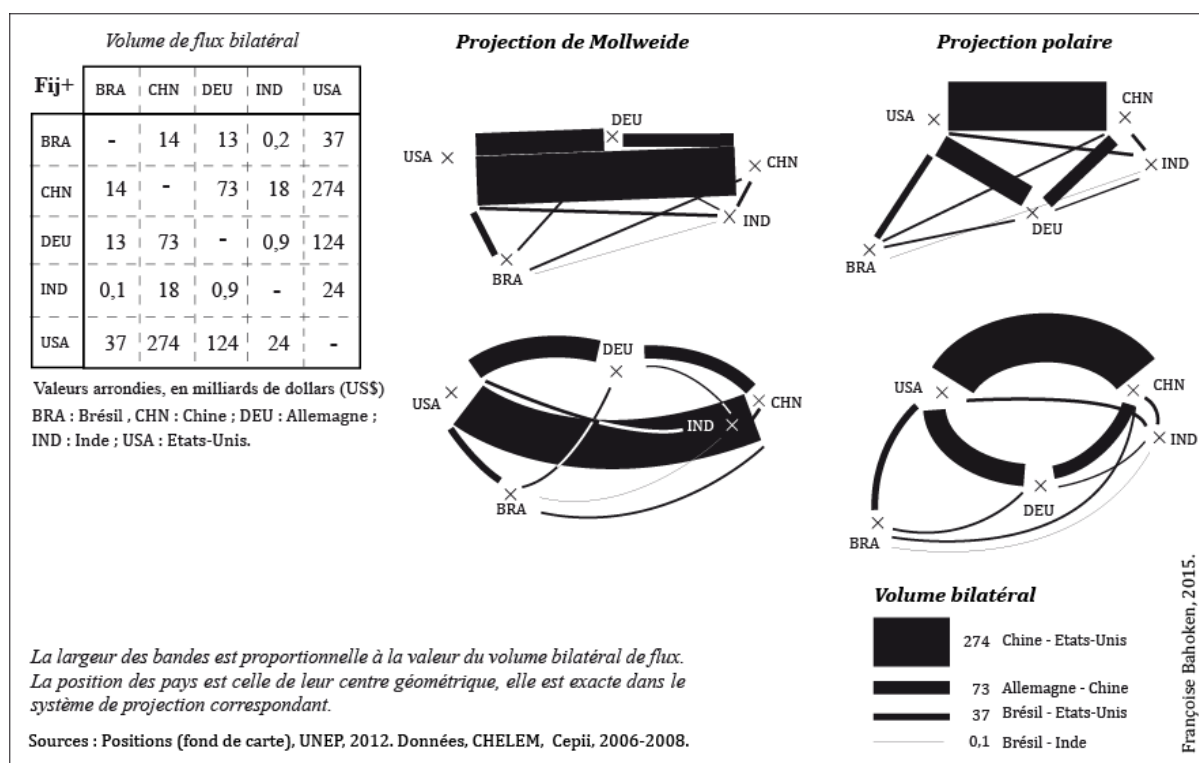 Volume de flux bilatéral
Fij+ BRA CHN DEU IND USA
BRA - 14 13 0,2 37
CHN 14 - 73 18 274
DEU 13 73 - 0,9 124
IND 0,1 18 0,9 - 24
USA 37 274 124 24 -
Valeurs arrondies, en milliards de dollars (US$)
BRA : Brésil , CHN : Chine ; DEU : Allemagne ;
IND : Inde ; USA : Etats-Unis.
Projection de Mollweide
DEU
USA
CHN
IND
BRA
DEU
USA
CHN
IND
BRA
Projection polaire
CHN
USA
IND
DEU
BRA
USA
CHN
IND
DEU
BRA
Volume bilatéral
274 Chine - Etats-Unis
73 Allemagne - Chine
37 Brésil - Etats-Unis
0,1 Brésil - Inde
La largeur des bandes est proportionnelle à la valeur du volume bilatéral de flux.
La position des pays est celle de leur centre géométrique, elle est exacte dans le
système de projection correspondant.
Sources : Positions (fond de carte), UNEP, 2012. Données, CHELEM, Cepii, 2006-2008.
Françoise Bahoken, 2015.